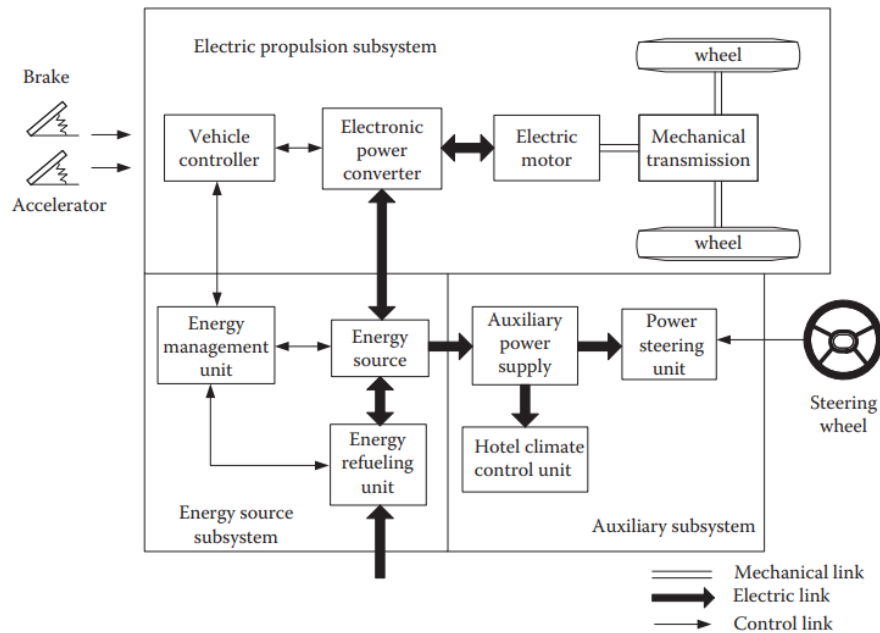 Electric propulsion subsystem
wheel
Brake
Vehicle
controller
Electronic
power
converter
Electric
motor
Mechanical
transmission
Accelerator
wheel
Energy
management
unit
Energy
source
Auxiliary
power
supply
Power
steering
unit
Steering
wheel
Energy
refueling
unit
Hotel climate
control unit
Energy source
subsystem
Auxiliary subsystem
Mechanical link
Electric link
Control link